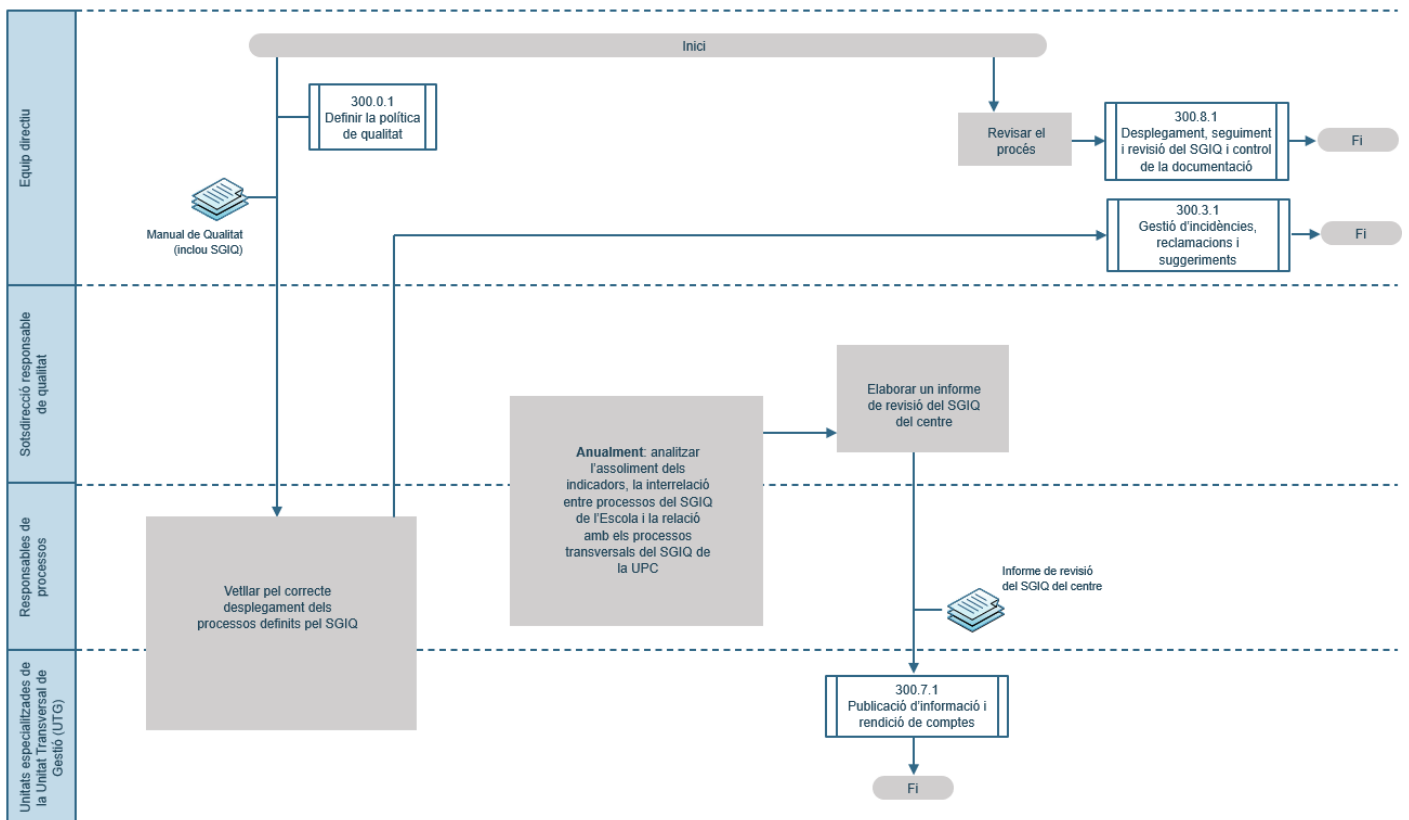 Equip directiu
Inici
300.0.1
Definir la política
de qualitat
Manual de Qualitat
(inclou SGIQ)
Revisar el
procés
300.8.1
Desplegament, seguiment
i revisió del SGIQ i control
de la documentació
Fi
300.3.1
Gestió d'incidències,
reclamacions i
suggeriments
Fi
Sotsdirecció responsable
de qualitat
Anualment: analitzar
l'assoliment dels
indicadors, la interrelació
entre processos del SGIQ
de l'Escola i la relació
amb els processos
transversals del SGIQ de
la UPC
Elaborar un informe
de revisió del SGIQ
del centre
Responsables de
processos
Vetllar pel correcte
desplegament dels
processos definits pel SGIQ
Informe de revisió
del SGIQ del centre
Unitats especialitzades de
la Unitat Transversal de
Gestió (UTG)
300.7.1
Publicació d'informació i
rendició de comptes
Fi